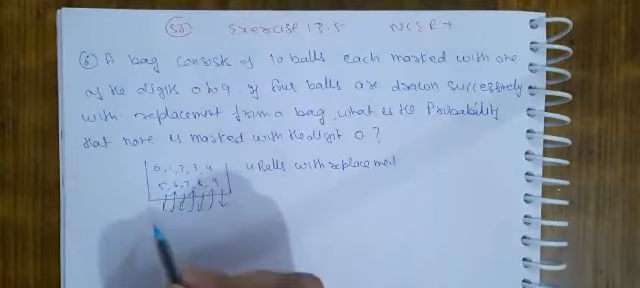 56 Exercise 13.5 NCERT
6 A bag consists of 10 balls each marked with one
of the digits 0 to 9. If four balls are drawn successively
with replacement from a bag, what is the Probability
that none is marked with the digit 0?
0, 1, 2, 3, 4 4 Balls with replacement
5, 6, 7, 8, 9